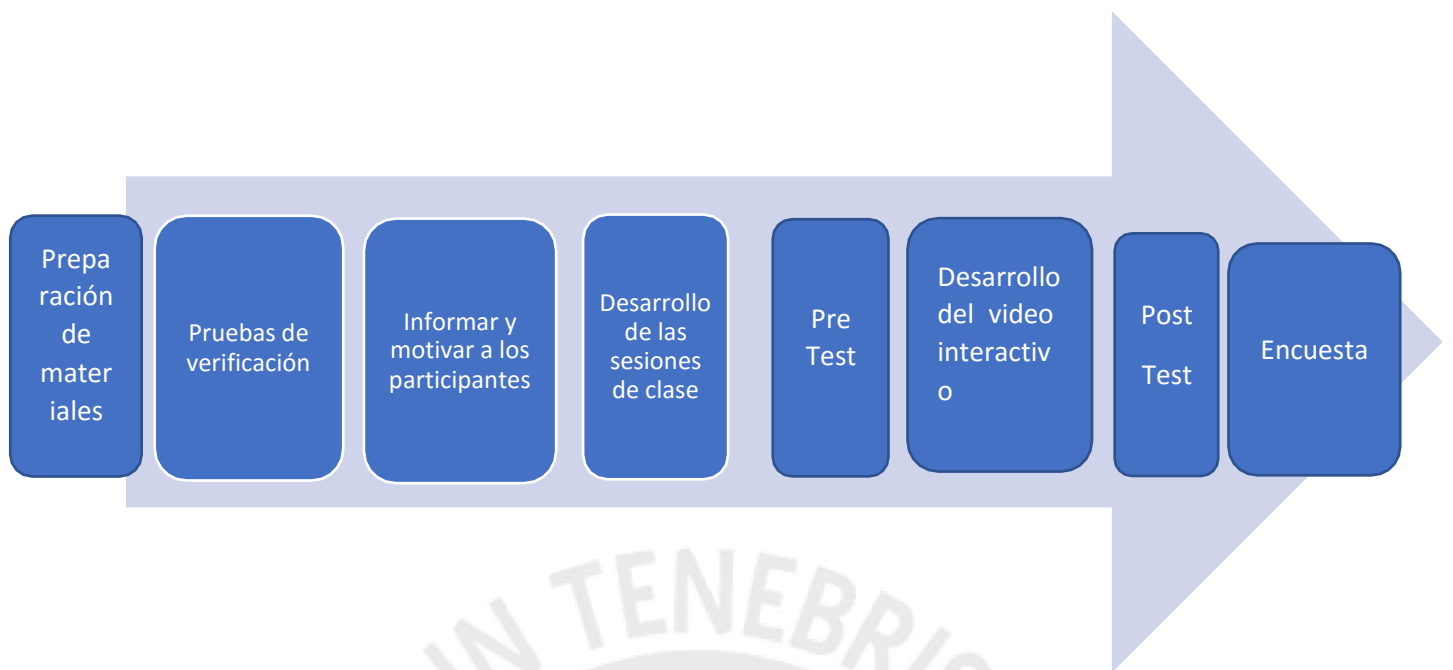 Prepa
ración
de
mater
iales
Pruebas de
verificación
Informar y
motivar a los
participantes
Desarrollo
de las
sesiones
de clase
Pre
Test
Desarrollo
del video
interactiv
o
Post
Test
Encuesta
IN TENEBRIS